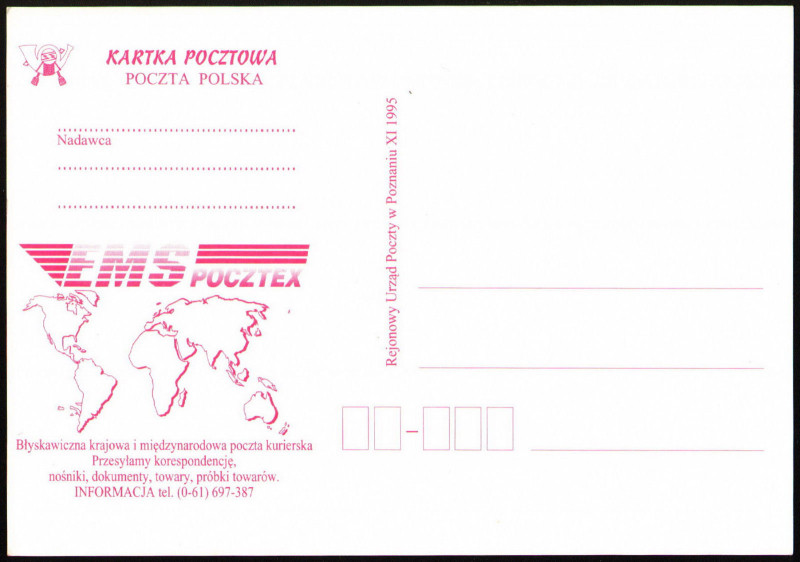 KARTKA POCZTOWA
POCZTA POLSKA
Nadawca
EMS POCZTEX
Błyskawiczna krajowa i międzynarodowa poczta kurierska
Przesyłamy korespondencję,
nośniki, dokumenty, towary, próbki towarów.
INFORMACJA tel. (0-61) 697-387
Rejonowy Urząd Poczty w Poznaniu XI 1995